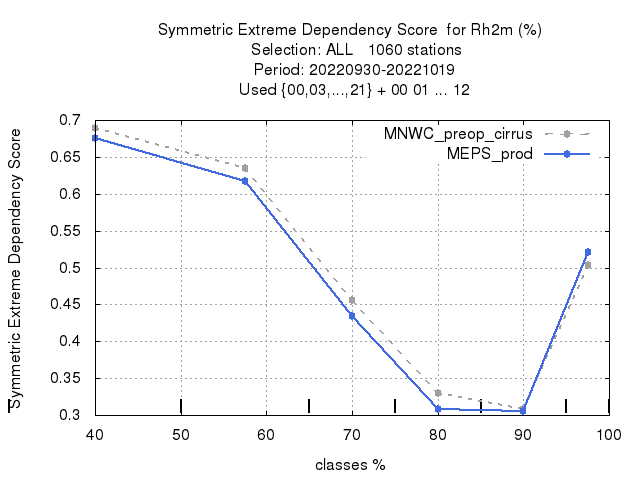 Symmetric Extreme Dependency Score  for Rh2m (%)
Selection: ALL   1060 stations
Period: 20220930-20221019
Used {00,03,...,21} + 00 01 ... 12
Symmetric Extreme Dependency Score
MNWC_preop_cirrus
MEPS_prod
0.7
0.65
0.6
0.55
0.5
0.45
0.4
0.35
0.3
40 50 60 70 80 90 100
classes %